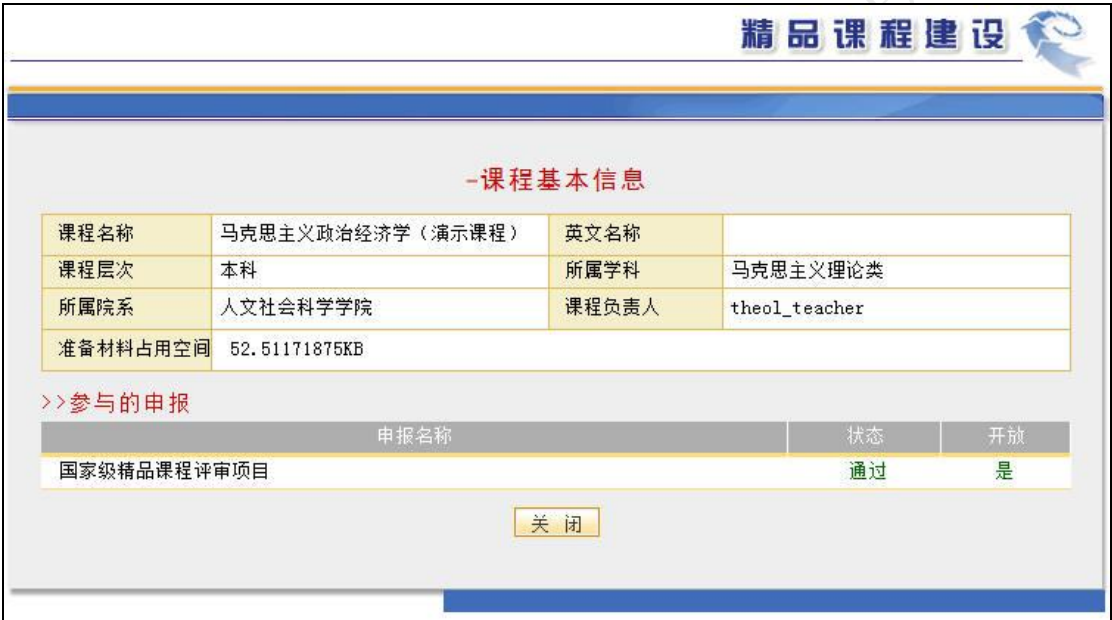 精品课程建设
-课程基本信息
课程名称 马克思主义政治经济学（演示课程） 英文名称
课程层次 本科 所属学科 马克思主义理论类
所属院系 人文社会科学学院 课程负责人 theol_teacher
准备材料占用空间 52.51171875KB
>>参与的申报
申报名称 状态 开放
国家级精品课程评审项目 通过 是
关 闭